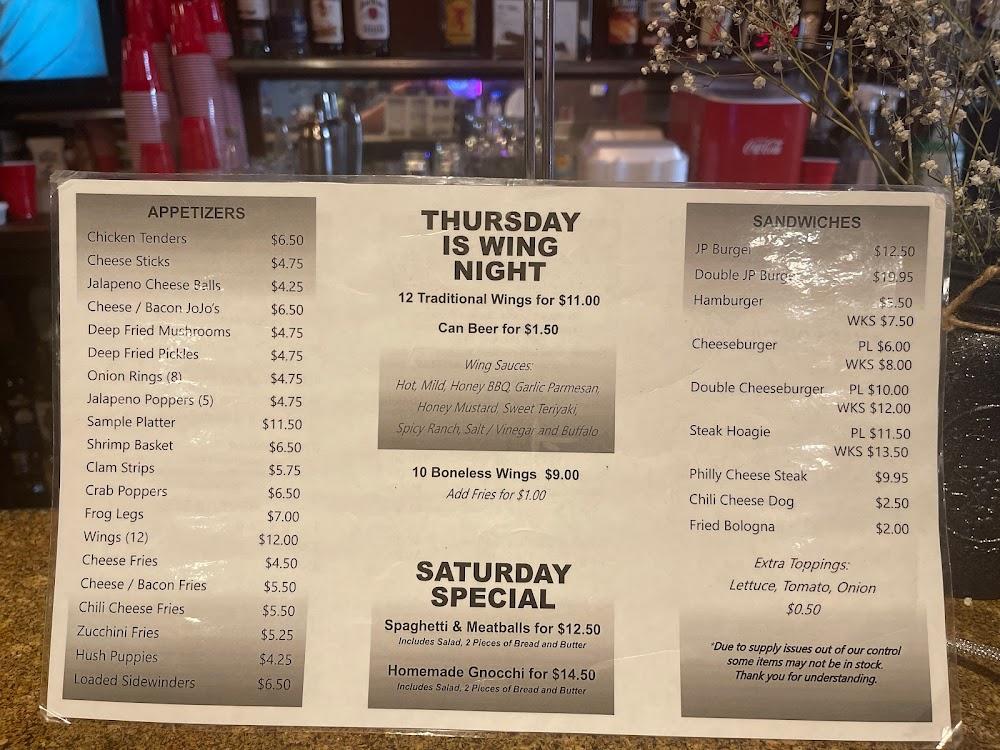 Coca-Cola
APPETIZERS
Chicken Tenders $6.50
Cheese Sticks $4.75
Jalapeno Cheese Balls $4.25
Cheese / Bacon JoJo's $6.50
Deep Fried Mushrooms $4.75
Deep Fried Pickles $4.75
Onion Rings (8) $4.75
Jalapeno Poppers (5) $4.75
Sample Platter $11.50
Shrimp Basket $6.50
Clam Strips $5.75
Crab Poppers $6.50
Frog Legs $7.00
Wings (12) $12.00
Cheese Fries $4.50
Cheese / Bacon Fries $5.50
Chili Cheese Fries $5.50
Zucchini Fries $5.25
Hush Puppies $4.25
Loaded Sidewinders $6.50
THURSDAY
IS WING
NIGHT
12 Traditional Wings for $11.00
Can Beer for $1.50
Wing Sauces:
Hot, Mild, Honey BBQ, Garlic Parmesan,
Honey Mustard, Sweet Teriyaki,
Spicy Ranch, Salt / Vinegar and Buffalo
10 Boneless Wings $9.00
Add Fries for $1.00
SATURDAY
SPECIAL
Spaghetti & Meatballs for $12.50
Includes Salad, 2 Pieces of Bread and Butter
Homemade Gnocchi for $14.50
Includes Salad, 2 Pieces of Bread and Butter
SANDWICHES
JP Burger $12.50
Double JP Burger $19.95
Hamburger $5.50
WKS $7.50
Cheeseburger PL $6.00
WKS $8.00
Double Cheeseburger PL $10.00
WKS $12.00
Steak Hoagie PL $11.50
WKS $13.50
Philly Cheese Steak $9.95
Chili Cheese Dog $2.50
Fried Bologna $2.00
Extra Toppings:
Lettuce, Tomato, Onion
$0.50
*Due to supply issues out of our control
some items may not be in stock.
Thank you for understanding.